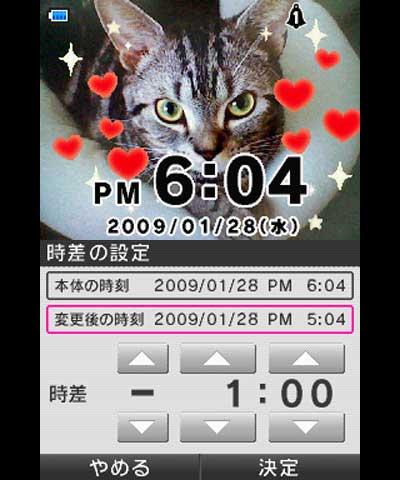 PM 6:04
2009/01/28(水)
時差の設定
本体の時刻 2009/01/28 PM 6:04
変更後の時刻 2009/01/28 PM 5:04
時差 − 1:00
やめる 決定